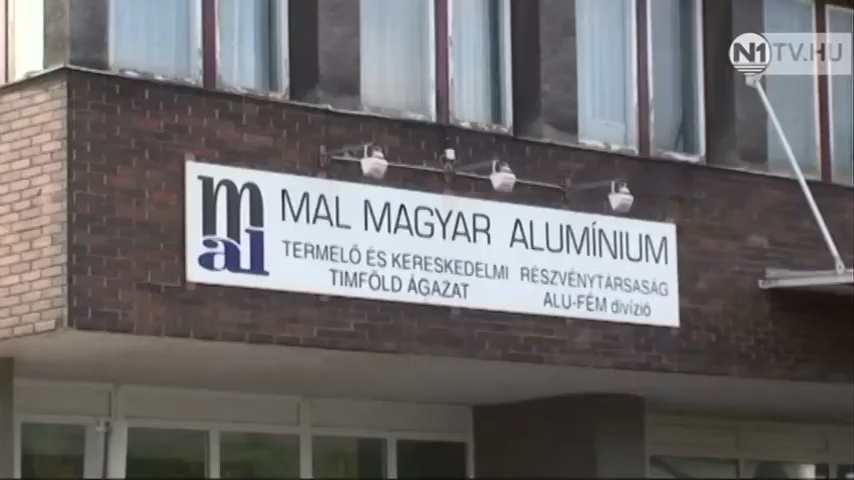 N1TV.HU
mal
MAL MAGYAR ALUMÍNIUM
TERMELŐ ÉS KERESKEDELMI RÉSZVÉNYTÁRSASÁG
TIMFÖLD ÁGAZAT ALU-FÉM divízió